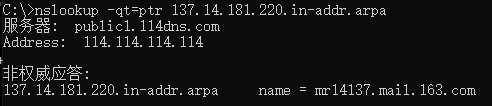 C:\>nslookup -qt=ptr 137.14.181.220.in-addr.arpa
服务器:  public1.114dns.com
Address:  114.114.114.114
非权威应答:
137.14.181.220.in-addr.arpa     name = mr14137.mail.163.com